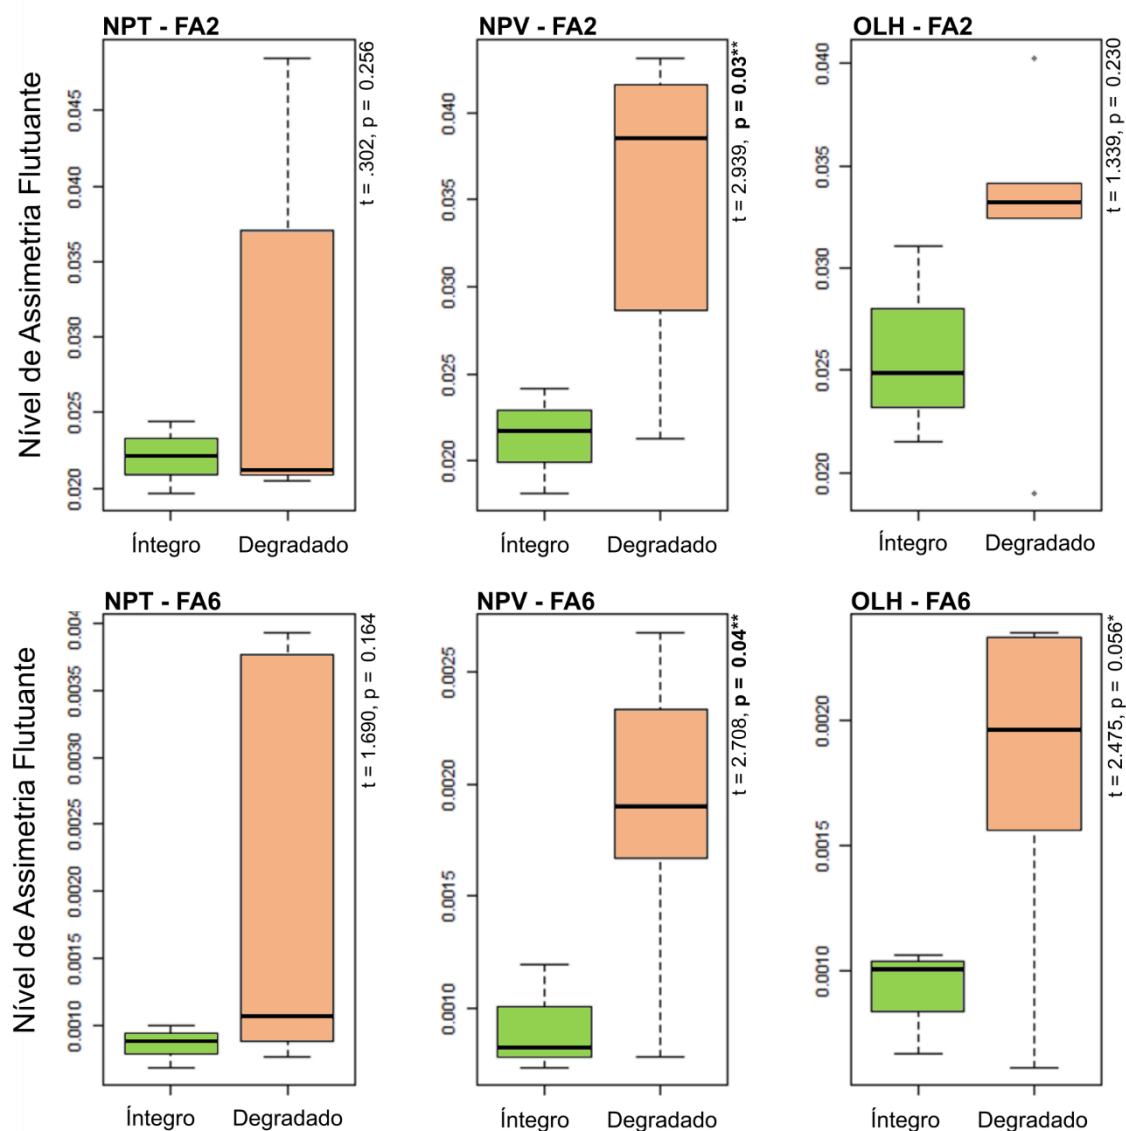 NPT - FA2
NPV - FA2
OLH - FA2
Nível de Assimetria Flutuante
0.045
0.040
0.035
0.030
0.025
0.020
t = .302, p = 0.256
Íntegro
Degradado
0.040
0.035
0.030
0.025
0.020
t = 2.939, p = 0.03**
Íntegro
Degradado
0.040
0.035
0.030
0.025
0.020
t = 1.339, p = 0.230
Íntegro
Degradado
NPT - FA6
NPV - FA6
OLH - FA6
Nível de Assimetria Flutuante
0.004
0.0035
0.0030
0.0025
0.0020
0.0015
0.0010
t = 1.690, p = 0.164
Íntegro
Degradado
0.0025
0.0020
0.0015
0.0010
t = 2.708, p = 0.04**
Íntegro
Degradado
0.0020
0.0015
0.0010
t = 2.475, p = 0.056*
Íntegro
Degradado